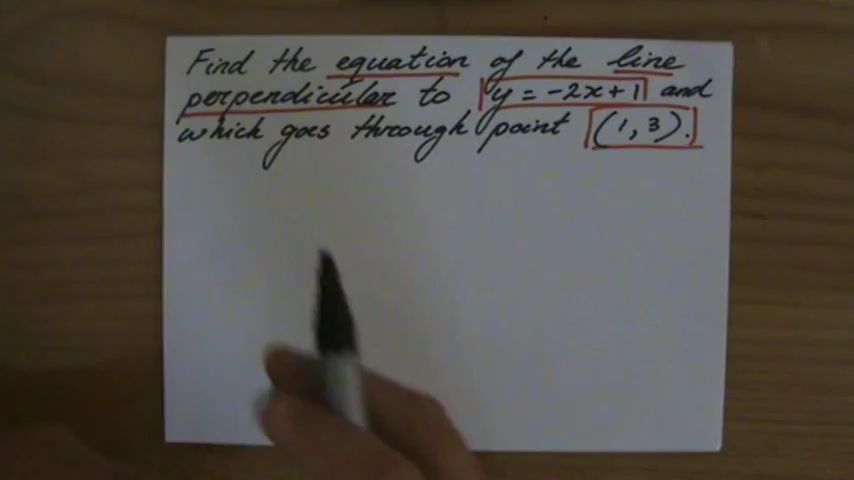 Find the equation of the line
perpendicular to y = -2x + 1 and
which goes through point (1, 3).